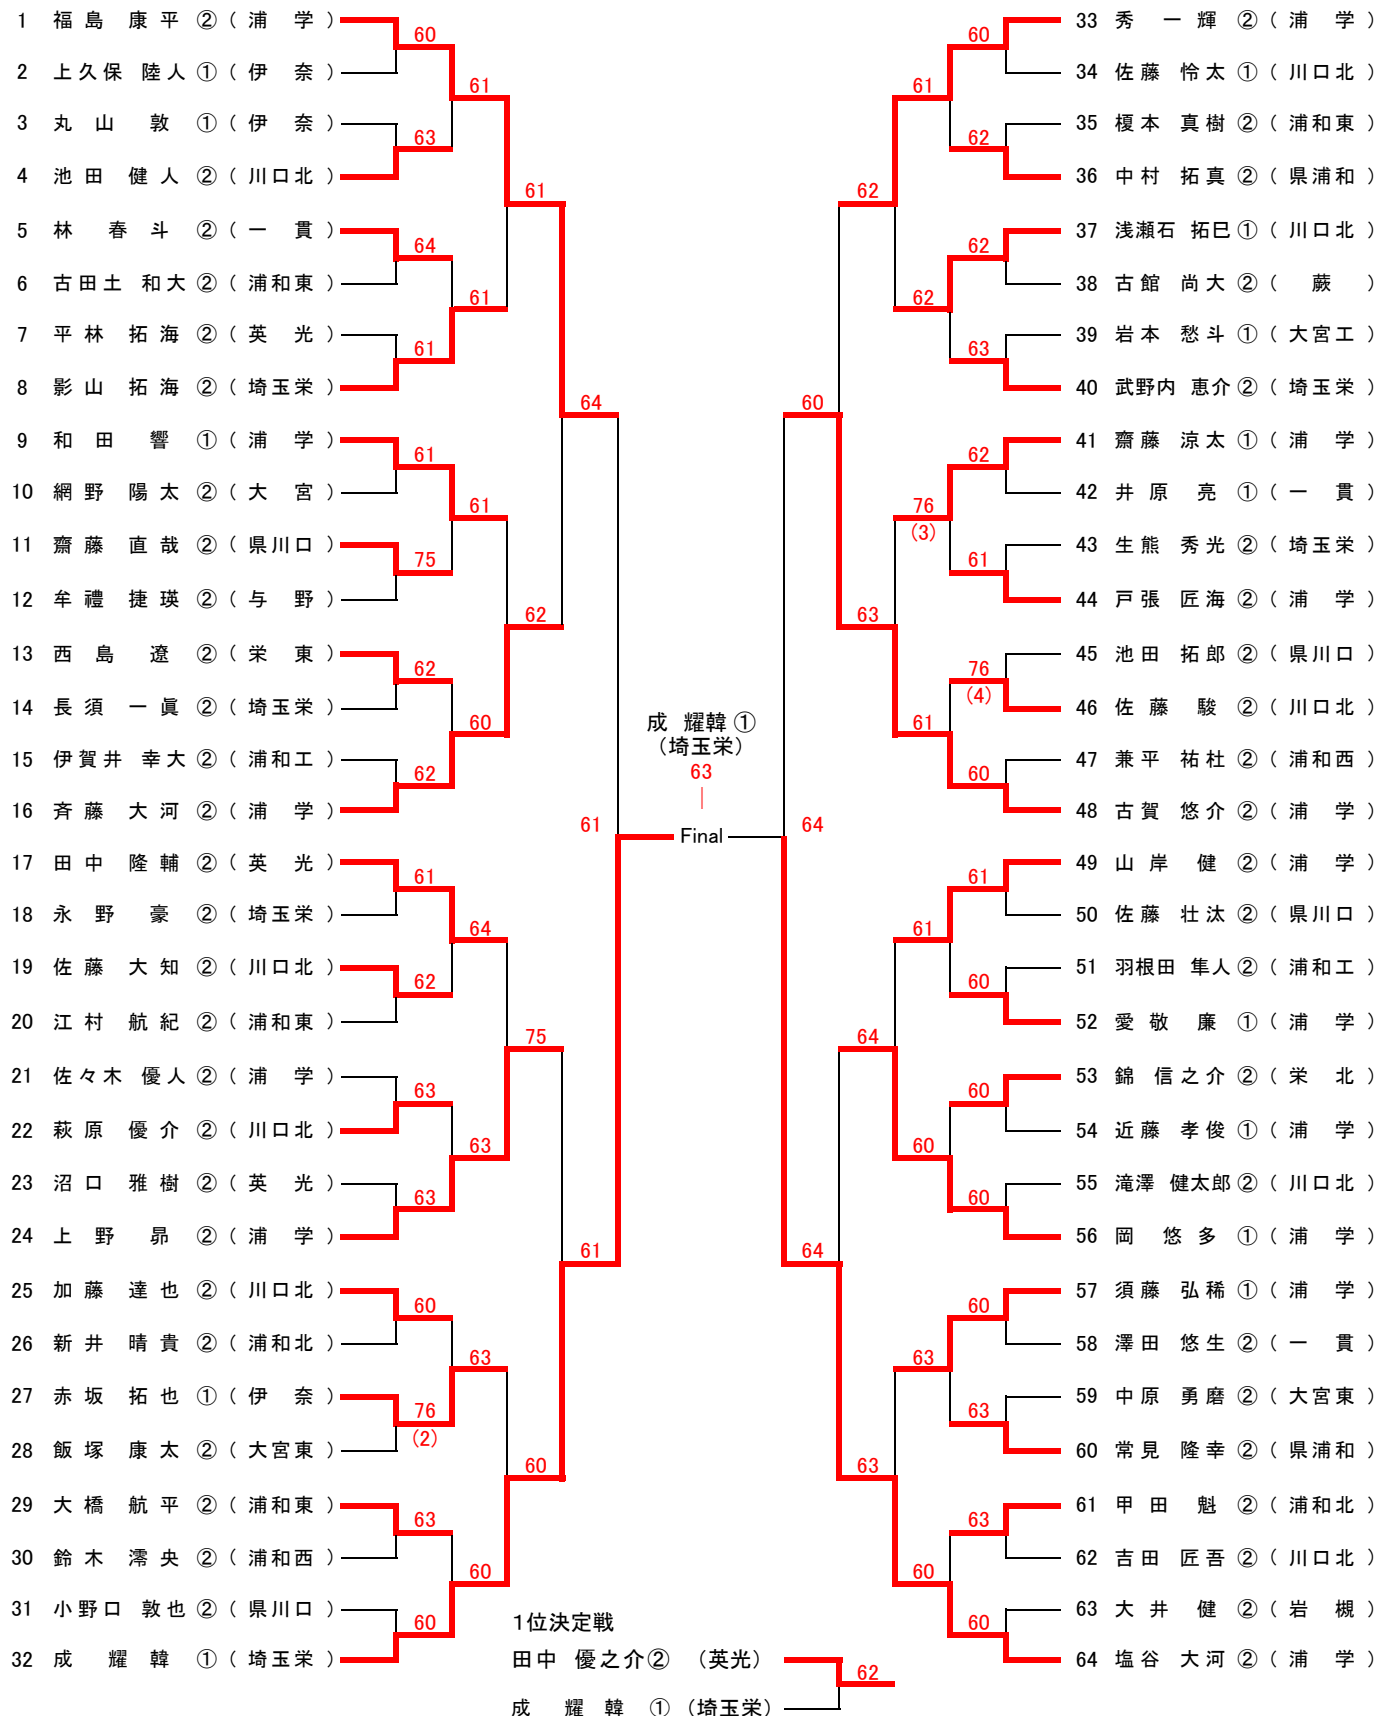 1 福島 康平 ② ( 浦 学 )
2 上久保 陸人 ① ( 伊 奈 )
3 丸山 敦 ① ( 伊 奈 )
4 池田 健人 ② ( 川口北 )
5 林 春斗 ② ( 一 貫 )
6 古田土 和大 ② ( 浦和東 )
7 平林 拓海 ② ( 英 光 )
8 影山 拓海 ② ( 埼玉栄 )
9 和田 響 ① ( 浦 学 )
10 網野 陽太 ② ( 大 宮 )
11 齋藤 直哉 ② ( 県川口 )
12 牟禮 捷瑛 ② ( 与 野 )
13 西島 遼 ② ( 栄 東 )
14 長須 一眞 ② ( 埼玉栄 )
15 伊賀井 幸大 ② ( 浦和工 )
16 斉藤 大河 ② ( 浦 学 )
17 田中 隆輔 ② ( 英 光 )
18 永野 豪 ② ( 埼玉栄 )
19 佐藤 大知 ② ( 川口北 )
20 江村 航紀 ② ( 浦和東 )
21 佐々木 優人 ② ( 浦 学 )
22 萩原 優介 ② ( 川口北 )
23 沼口 雅樹 ② ( 英 光 )
24 上野 昴 ② ( 浦 学 )
25 加藤 達也 ② ( 川口北 )
26 新井 晴貴 ② ( 浦和北 )
27 赤坂 拓也 ① ( 伊 奈 )
28 飯塚 康太 ② ( 大宮東 )
29 大橋 航平 ② ( 浦和東 )
30 鈴木 澪央 ② ( 浦和西 )
31 小野口 敦也 ② ( 県川口 )
32 成 耀韓 ① ( 埼玉栄 )
60
63
64
61
61
75
62
62
61
62
63
63
60
76
(2)
63
60
61
61
61
60
64
63
63
60
61
62
75
60
64
61
61
成 耀韓 ①
(埼玉栄)
63
Final
64
60
64
62
63
64
63
61
62
76
(3)
61
61
60
63
60
60
62
62
63
62
61
76
(4)
60
61
60
60
60
60
63
63
60
33 秀 一輝 ② ( 浦 学 )
34 佐藤 怜太 ① ( 川口北 )
35 榎本 真樹 ② ( 浦和東 )
36 中村 拓真 ② ( 県浦和 )
37 浅瀬石 拓巳 ① ( 川口北 )
38 古館 尚大 ② ( 蕨 )
39 岩本 愁斗 ① ( 大宮工 )
40 武野内 恵介 ② ( 埼玉栄 )
41 齋藤 涼太 ① ( 浦 学 )
42 井原 亮 ① ( 一 貫 )
43 生熊 秀光 ② ( 埼玉栄 )
44 戸張 匠海 ② ( 浦 学 )
45 池田 拓郎 ② ( 県川口 )
46 佐藤 駿 ② ( 川口北 )
47 兼平 祐杜 ② ( 浦和西 )
48 古賀 悠介 ② ( 浦 学 )
49 山岸 健 ② ( 浦 学 )
50 佐藤 壮汰 ② ( 県川口 )
51 羽根田 隼人 ② ( 浦和工 )
52 愛敬 廉 ① ( 浦 学 )
53 錦 信之介 ② ( 栄 北 )
54 近藤 孝俊 ① ( 浦 学 )
55 滝澤 健太郎 ② ( 川口北 )
56 岡 悠多 ① ( 浦 学 )
57 須藤 弘稀 ① ( 浦 学 )
58 澤田 悠生 ② ( 一 貫 )
59 中原 勇磨 ② ( 大宮東 )
60 常見 隆幸 ② ( 県浦和 )
61 甲田 魁 ② ( 浦和北 )
62 吉田 匠吾 ② ( 川口北 )
63 大井 健 ② ( 岩 槻 )
64 塩谷 大河 ② ( 浦 学 )
1位決定戦
田中 優之介② (英光)
62
成 耀 韓 ① (埼玉栄)